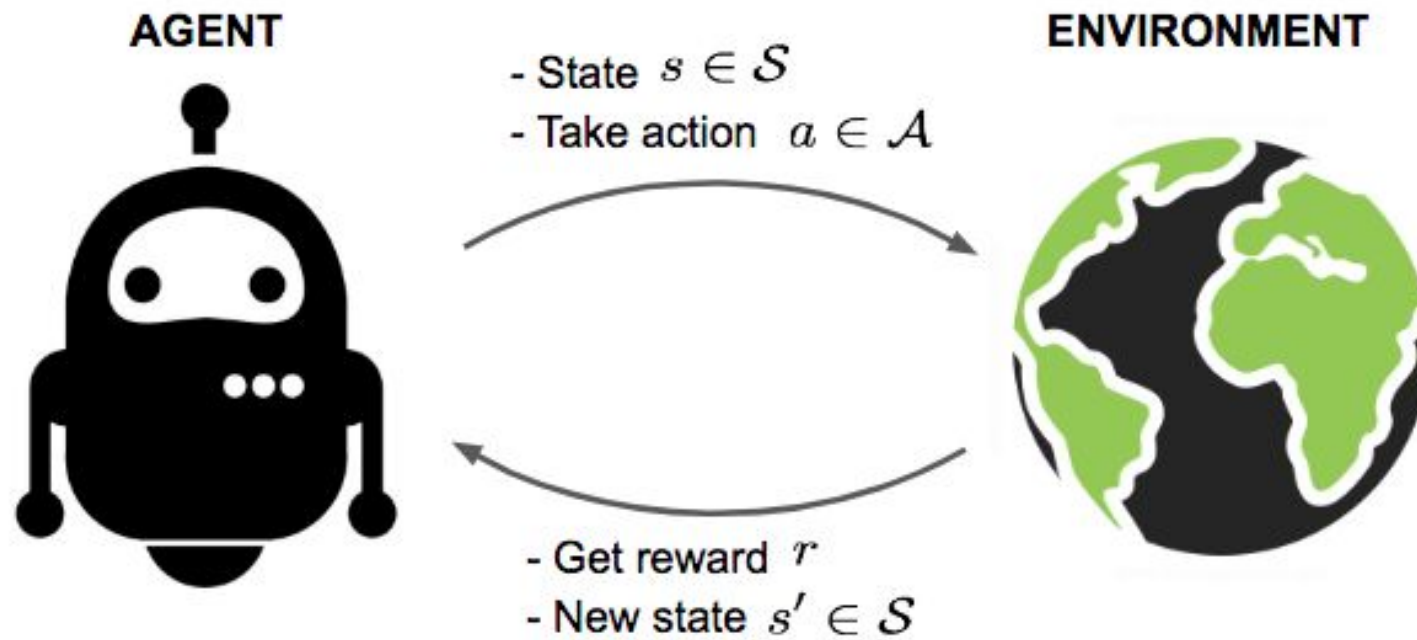 AGENT
ENVIRONMENT
- State s ∈ 𝒮
- Take action a ∈ 𝒜
- Get reward r
- New state s′ ∈ 𝒮